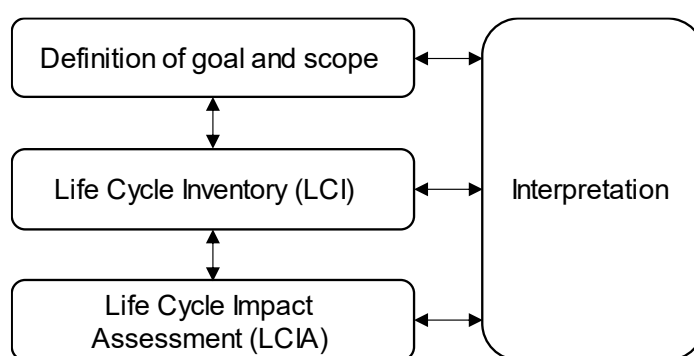 Definition of goal and scope
Life Cycle Inventory (LCI)
Interpretation
Life Cycle Impact
Assessment (LCIA)